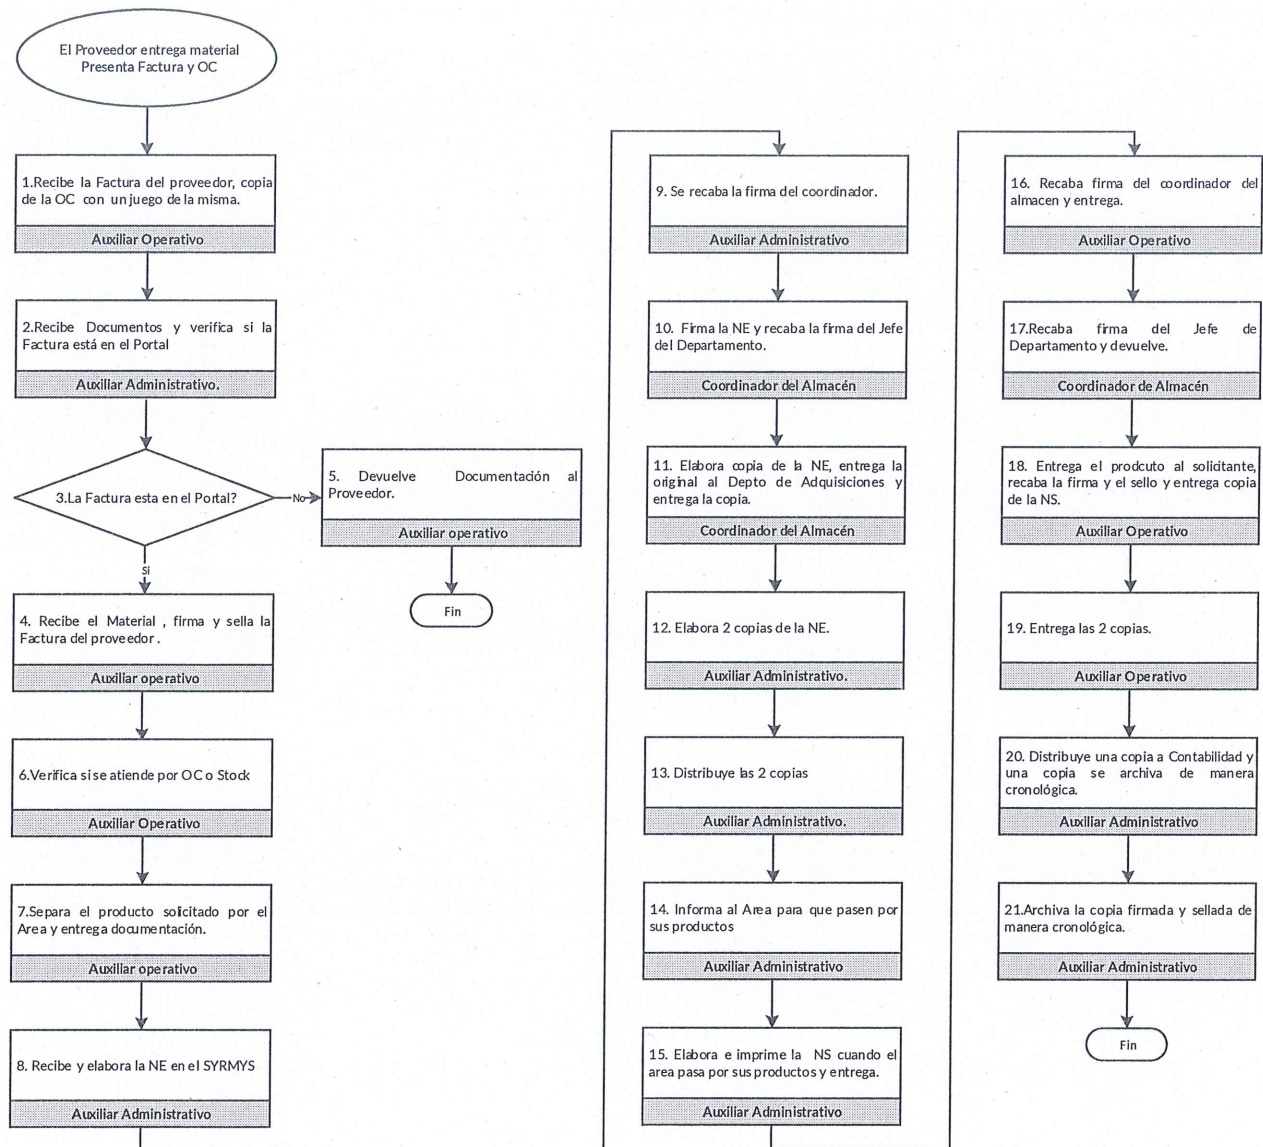 El Proveedor entrega material
Presenta Factura y OC
1.Recibe la Factura del proveedor, copia
de la OC con un juego de la misma.
Auxiliar Operativo
2.Recibe Documentos y verifica si la
Factura está en el Portal
Auxiliar Administrativo.
3.La Factura esta en el Portal?
No
Si
5. Devuelve Documentación al
Proveedor.
Auxiliar operativo
Fin
4. Recibe el Material , firma y sella la
Factura del proveedor .
Auxiliar operativo
6.Verifica si se atiende por OC o Stock
Auxiliar Operativo
7.Separa el producto solicitado por el
Area y entrega documentación.
Auxiliar operativo
8. Recibe y elabora la NE en el SYRMYS
Auxiliar Administrativo
9. Se recaba la firma del coordinador.
Auxiliar Administrativo
10. Firma la NE y recaba la firma del Jefe
del Departamento.
Coordinador del Almacén
11. Elabora copia de la NE, entrega la
original al Depto de Adquisiciones y
entrega la copia.
Coordinador del Almacén
12. Elabora 2 copias de la NE.
Auxiliar Administrativo.
13. Distribuye las 2 copias
Auxiliar Administrativo.
14. Informa al Area para que pasen por
sus productos
Auxiliar Administrativo
15. Elabora e imprime la NS cuando el
area pasa por sus productos y entrega.
Auxiliar Administrativo
16. Recaba firma del coordinador del
almacen y entrega.
Auxiliar Operativo
17.Recaba firma del Jefe de
Departamento y devuelve.
Coordinador de Almacén
18. Entrega el prodcuto al solicitante,
recaba la firma y el sello y entrega copia
de la NS.
Auxiliar Operativo
19. Entrega las 2 copias.
Auxiliar Operativo
20. Distribuye una copia a Contabilidad y
una copia se archiva de manera
cronológica.
Auxiliar Administrativo
21.Archiva la copia firmada y sellada de
manera cronológica.
Auxiliar Administrativo
Fin